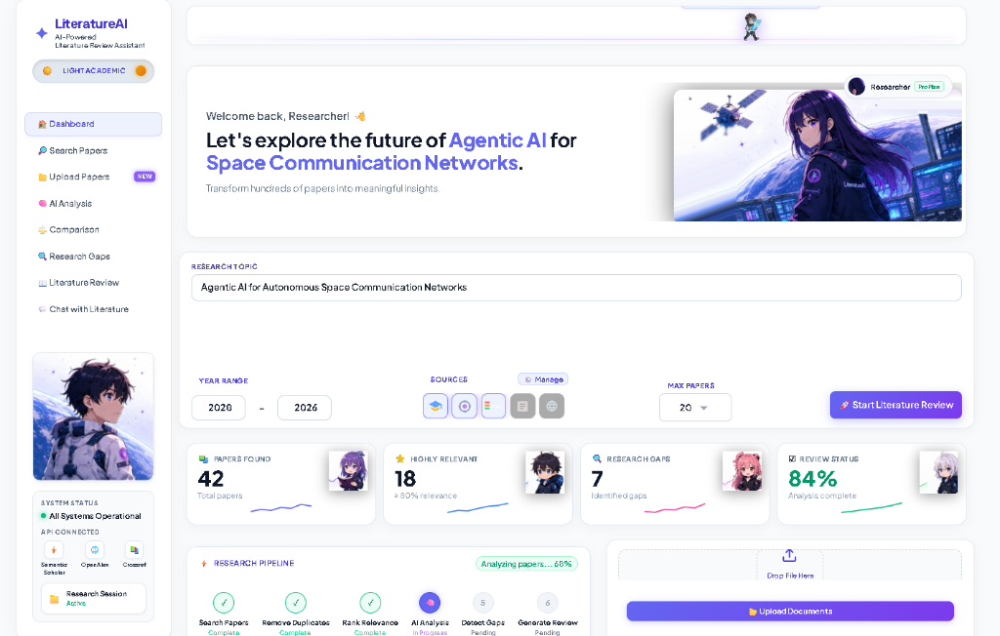 LiteratureAI
AI-Powered
Literature Review Assistant
LIGHT ACADEMIC
Dashboard
Search Papers
Upload Papers
NEW
AI Analysis
Comparison
Research Gaps
Literature Review
Chat with Literature
SYSTEM STATUS
All Systems Operational
API CONNECTED
Semantic
Scholar
OpenAlex
Crossref
Research Session
Active
Researcher
Pro Plan
Welcome back, Researcher!
Let's explore the future of Agentic AI for
Space Communication Networks.
Transform hundreds of papers into meaningful insights.
LiteratureAI
RESEARCH TOPIC
Agentic AI for Autonomous Space Communication Networks
YEAR RANGE
2020
-
2026
SOURCES
Manage
MAX PAPERS
20
Start Literature Review
PAPERS FOUND
42
Total papers
HIGHLY RELEVANT
18
≥ 80% relevance
RESEARCH GAPS
7
Identified gaps
REVIEW STATUS
84%
Analysis complete
RESEARCH PIPELINE
Analyzing papers... 68%
✓ ✓ ✓ 5 6
Search Papers
Complete
Remove Duplicates
Complete
Rank Relevance
Complete
AI Analysis
In Progress
Detect Gaps
Pending
Generate Review
Pending
Drop File Here
Upload Documents